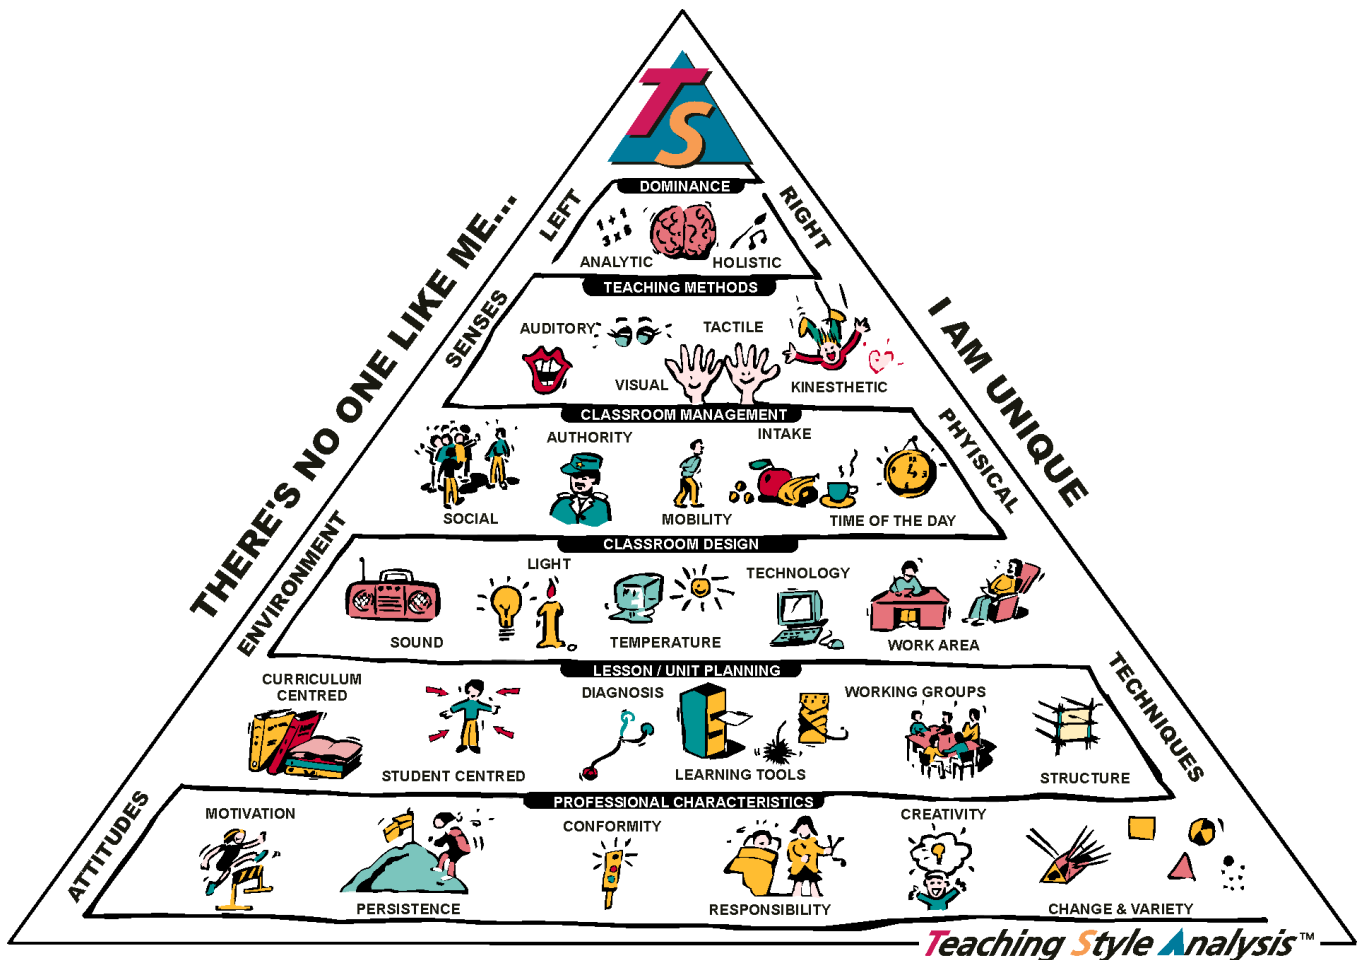 TS
DOMINANCE
LEFT
RIGHT
1 + 1
3 x 6
ANALYTIC
HOLISTIC
THERE'S NO ONE LIKE ME...
I AM UNIQUE
TEACHING METHODS
SENSES
AUDITORY
TACTILE
VISUAL
KINESTHETIC
CLASSROOM MANAGEMENT
PHYISICAL
AUTHORITY
INTAKE
SOCIAL
MOBILITY
TIME OF THE DAY
CLASSROOM DESIGN
ENVIRONMENT
LIGHT
TECHNOLOGY
SOUND
TEMPERATURE
WORK AREA
LESSON / UNIT PLANNING
TECHNIQUES
CURRICULUM
CENTRED
DIAGNOSIS
WORKING GROUPS
STUDENT CENTRED
LEARNING TOOLS
STRUCTURE
PROFESSIONAL CHARACTERISTICS
ATTITUDES
MOTIVATION
CONFORMITY
CREATIVITY
PERSISTENCE
RESPONSIBILITY
CHANGE & VARIETY
Teaching Style Analysis™